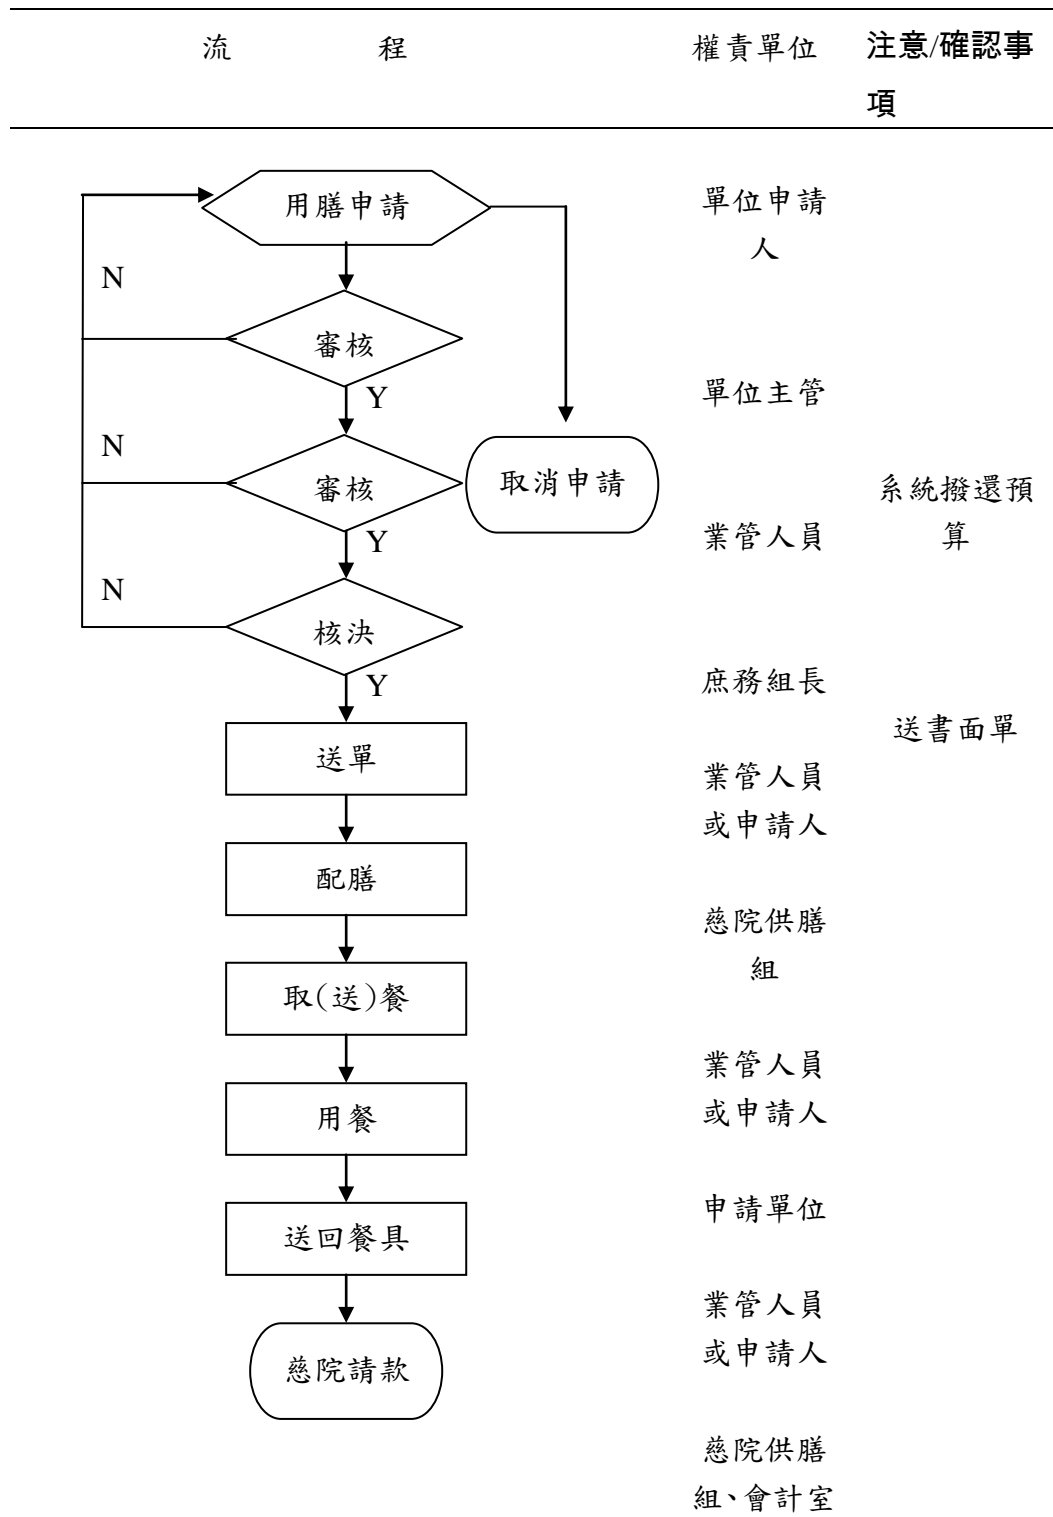 流 程 權責單位 注意/確認事
項
用膳申請
單位申請
人
N
審核
Y
單位主管
N
審核
取消申請
系統撥還預
算
Y
業管人員
N
核決
Y
庶務組長
送單
送書面單
業管人員
或申請人
配膳
慈院供膳
組
取(送)餐
業管人員
或申請人
用餐
申請單位
送回餐具
業管人員
或申請人
慈院請款
慈院供膳
組、會計室